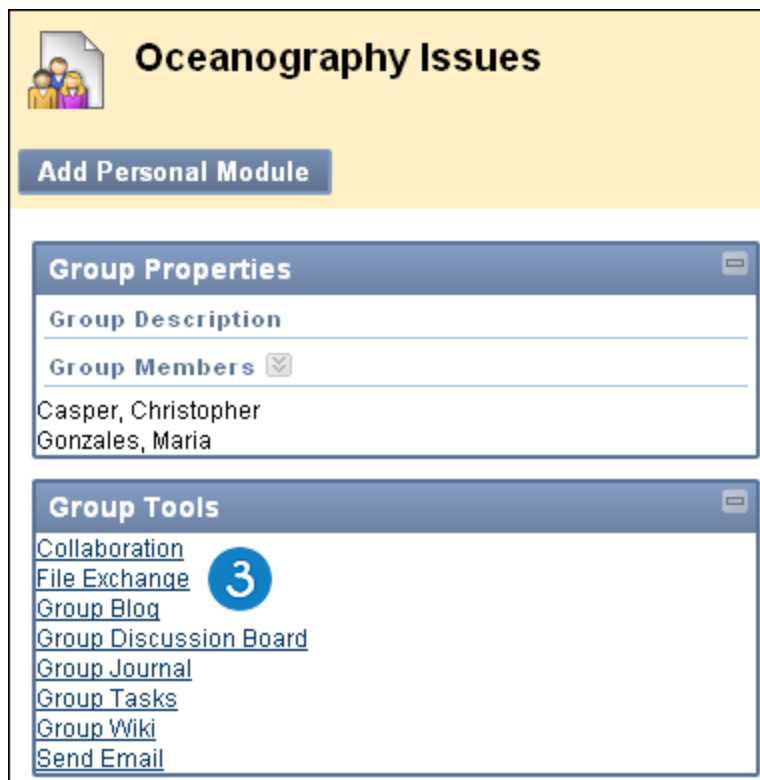 Oceanography Issues
Add Personal Module
Group Properties
Group Description
Group Members
Casper, Christopher
Gonzales, Maria
Group Tools
Collaboration
File Exchange
3
Group Blog
Group Discussion Board
Group Journal
Group Tasks
Group Wiki
Send Email